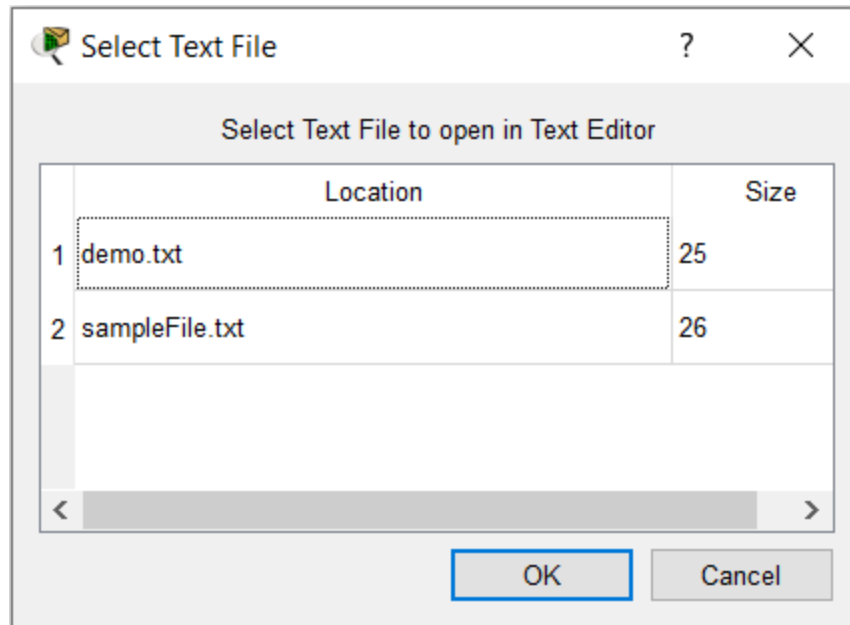 Select Text File ?
Select Text File to open in Text Editor
Location Size
1 demo.txt 25
2 sampleFile.txt 26
OK Cancel